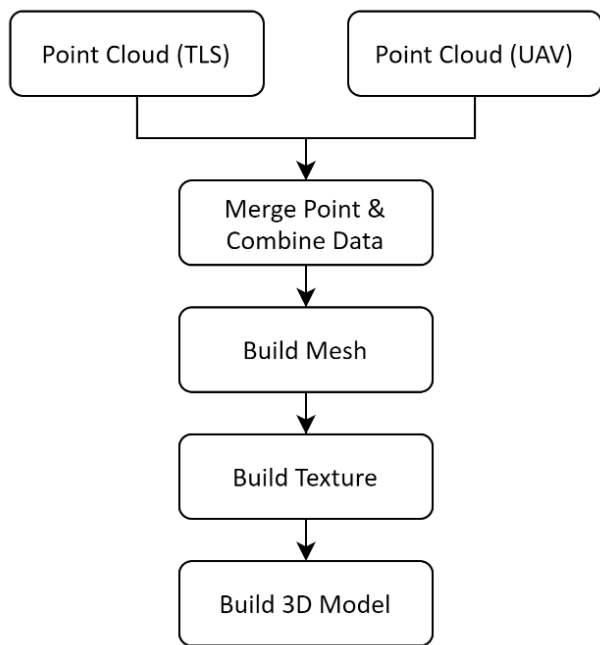 Point Cloud (TLS)
Point Cloud (UAV)
Merge Point &
Combine Data
Build Mesh
Build Texture
Build 3D Model